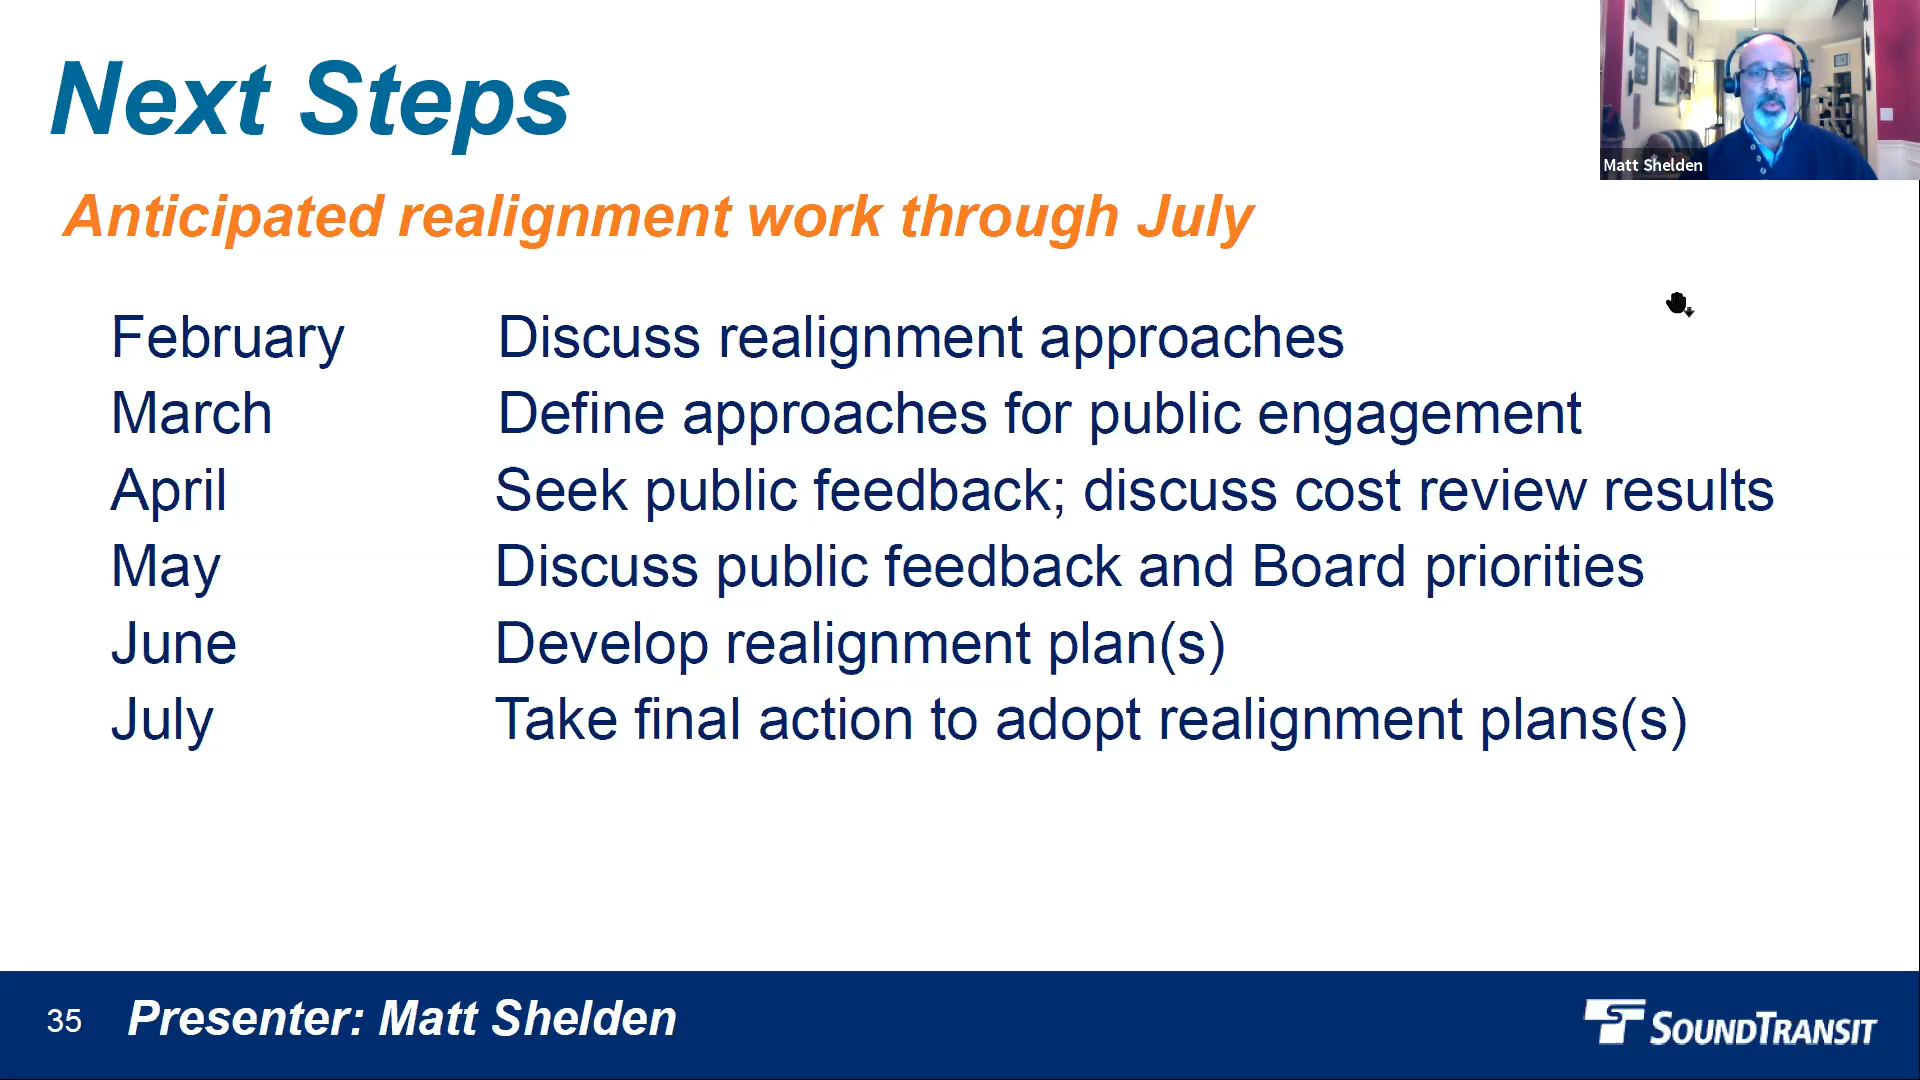 Next Steps
Matt Shelden
Anticipated realignment work through July
February Discuss realignment approaches
March Define approaches for public engagement
April Seek public feedback; discuss cost review results
May Discuss public feedback and Board priorities
June Develop realignment plan(s)
July Take final action to adopt realignment plans(s)
35 Presenter: Matt Shelden
SOUNDTRANSIT